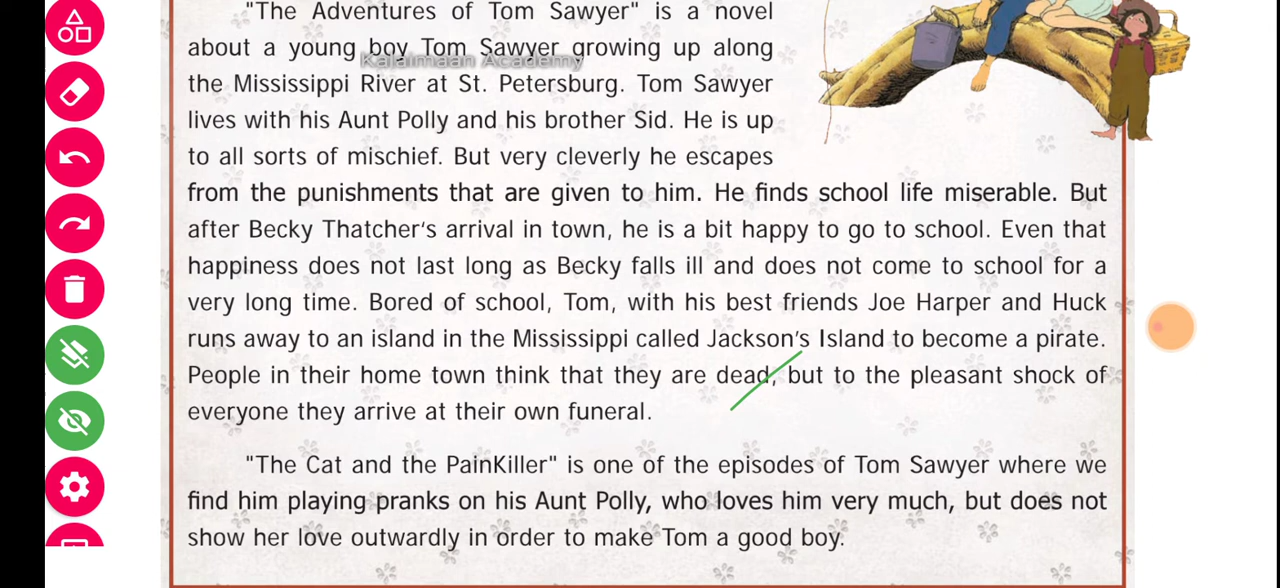 "The Adventures of Tom Sawyer" is a novel
about a young boy Tom Sawyer growing up along
Kalaimaan Academy
the Mississippi River at St. Petersburg. Tom Sawyer
lives with his Aunt Polly and his brother Sid. He is up
to all sorts of mischief. But very cleverly he escapes
from the punishments that are given to him. He finds school life miserable. But
after Becky Thatcher's arrival in town, he is a bit happy to go to school. Even that
happiness does not last long as Becky falls ill and does not come to school for a
very long time. Bored of school, Tom, with his best friends Joe Harper and Huck
runs away to an island in the Mississippi called Jackson's Island to become a pirate.
People in their home town think that they are dead, but to the pleasant shock of
everyone they arrive at their own funeral.
"The Cat and the PainKiller" is one of the episodes of Tom Sawyer where we
find him playing pranks on his Aunt Polly, who loves him very much, but does not
show her love outwardly in order to make Tom a good boy.